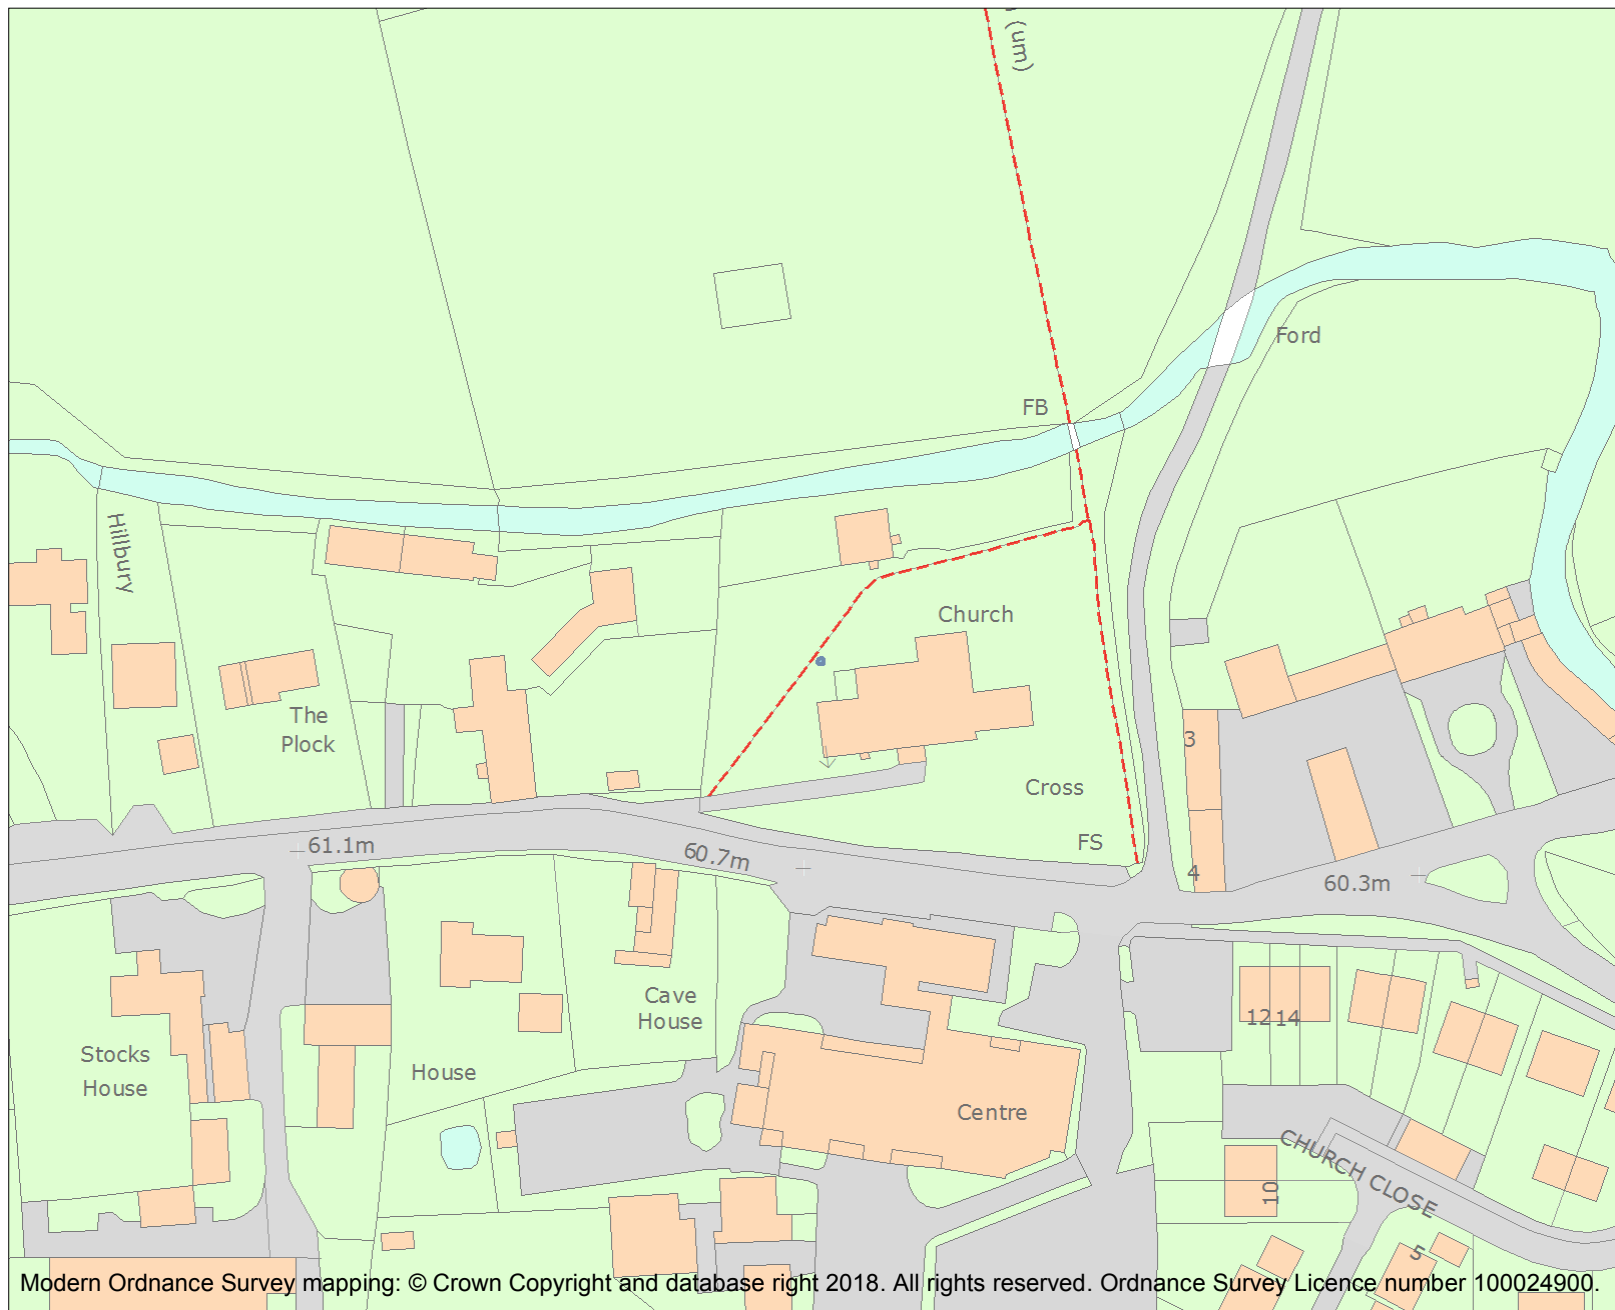 (um)
Ford
FB
Hillbury
Church
The
Plock
Cross
FS
3
4
61.1m
60.7m
60.3m
Cave
House
12 14
Stocks
House
House
Centre
CHURCH CLOSE
10
5
Modern Ordnance Survey mapping: © Crown Copyright and database right 2018. All rights reserved. Ordnance Survey Licence number 100024900.